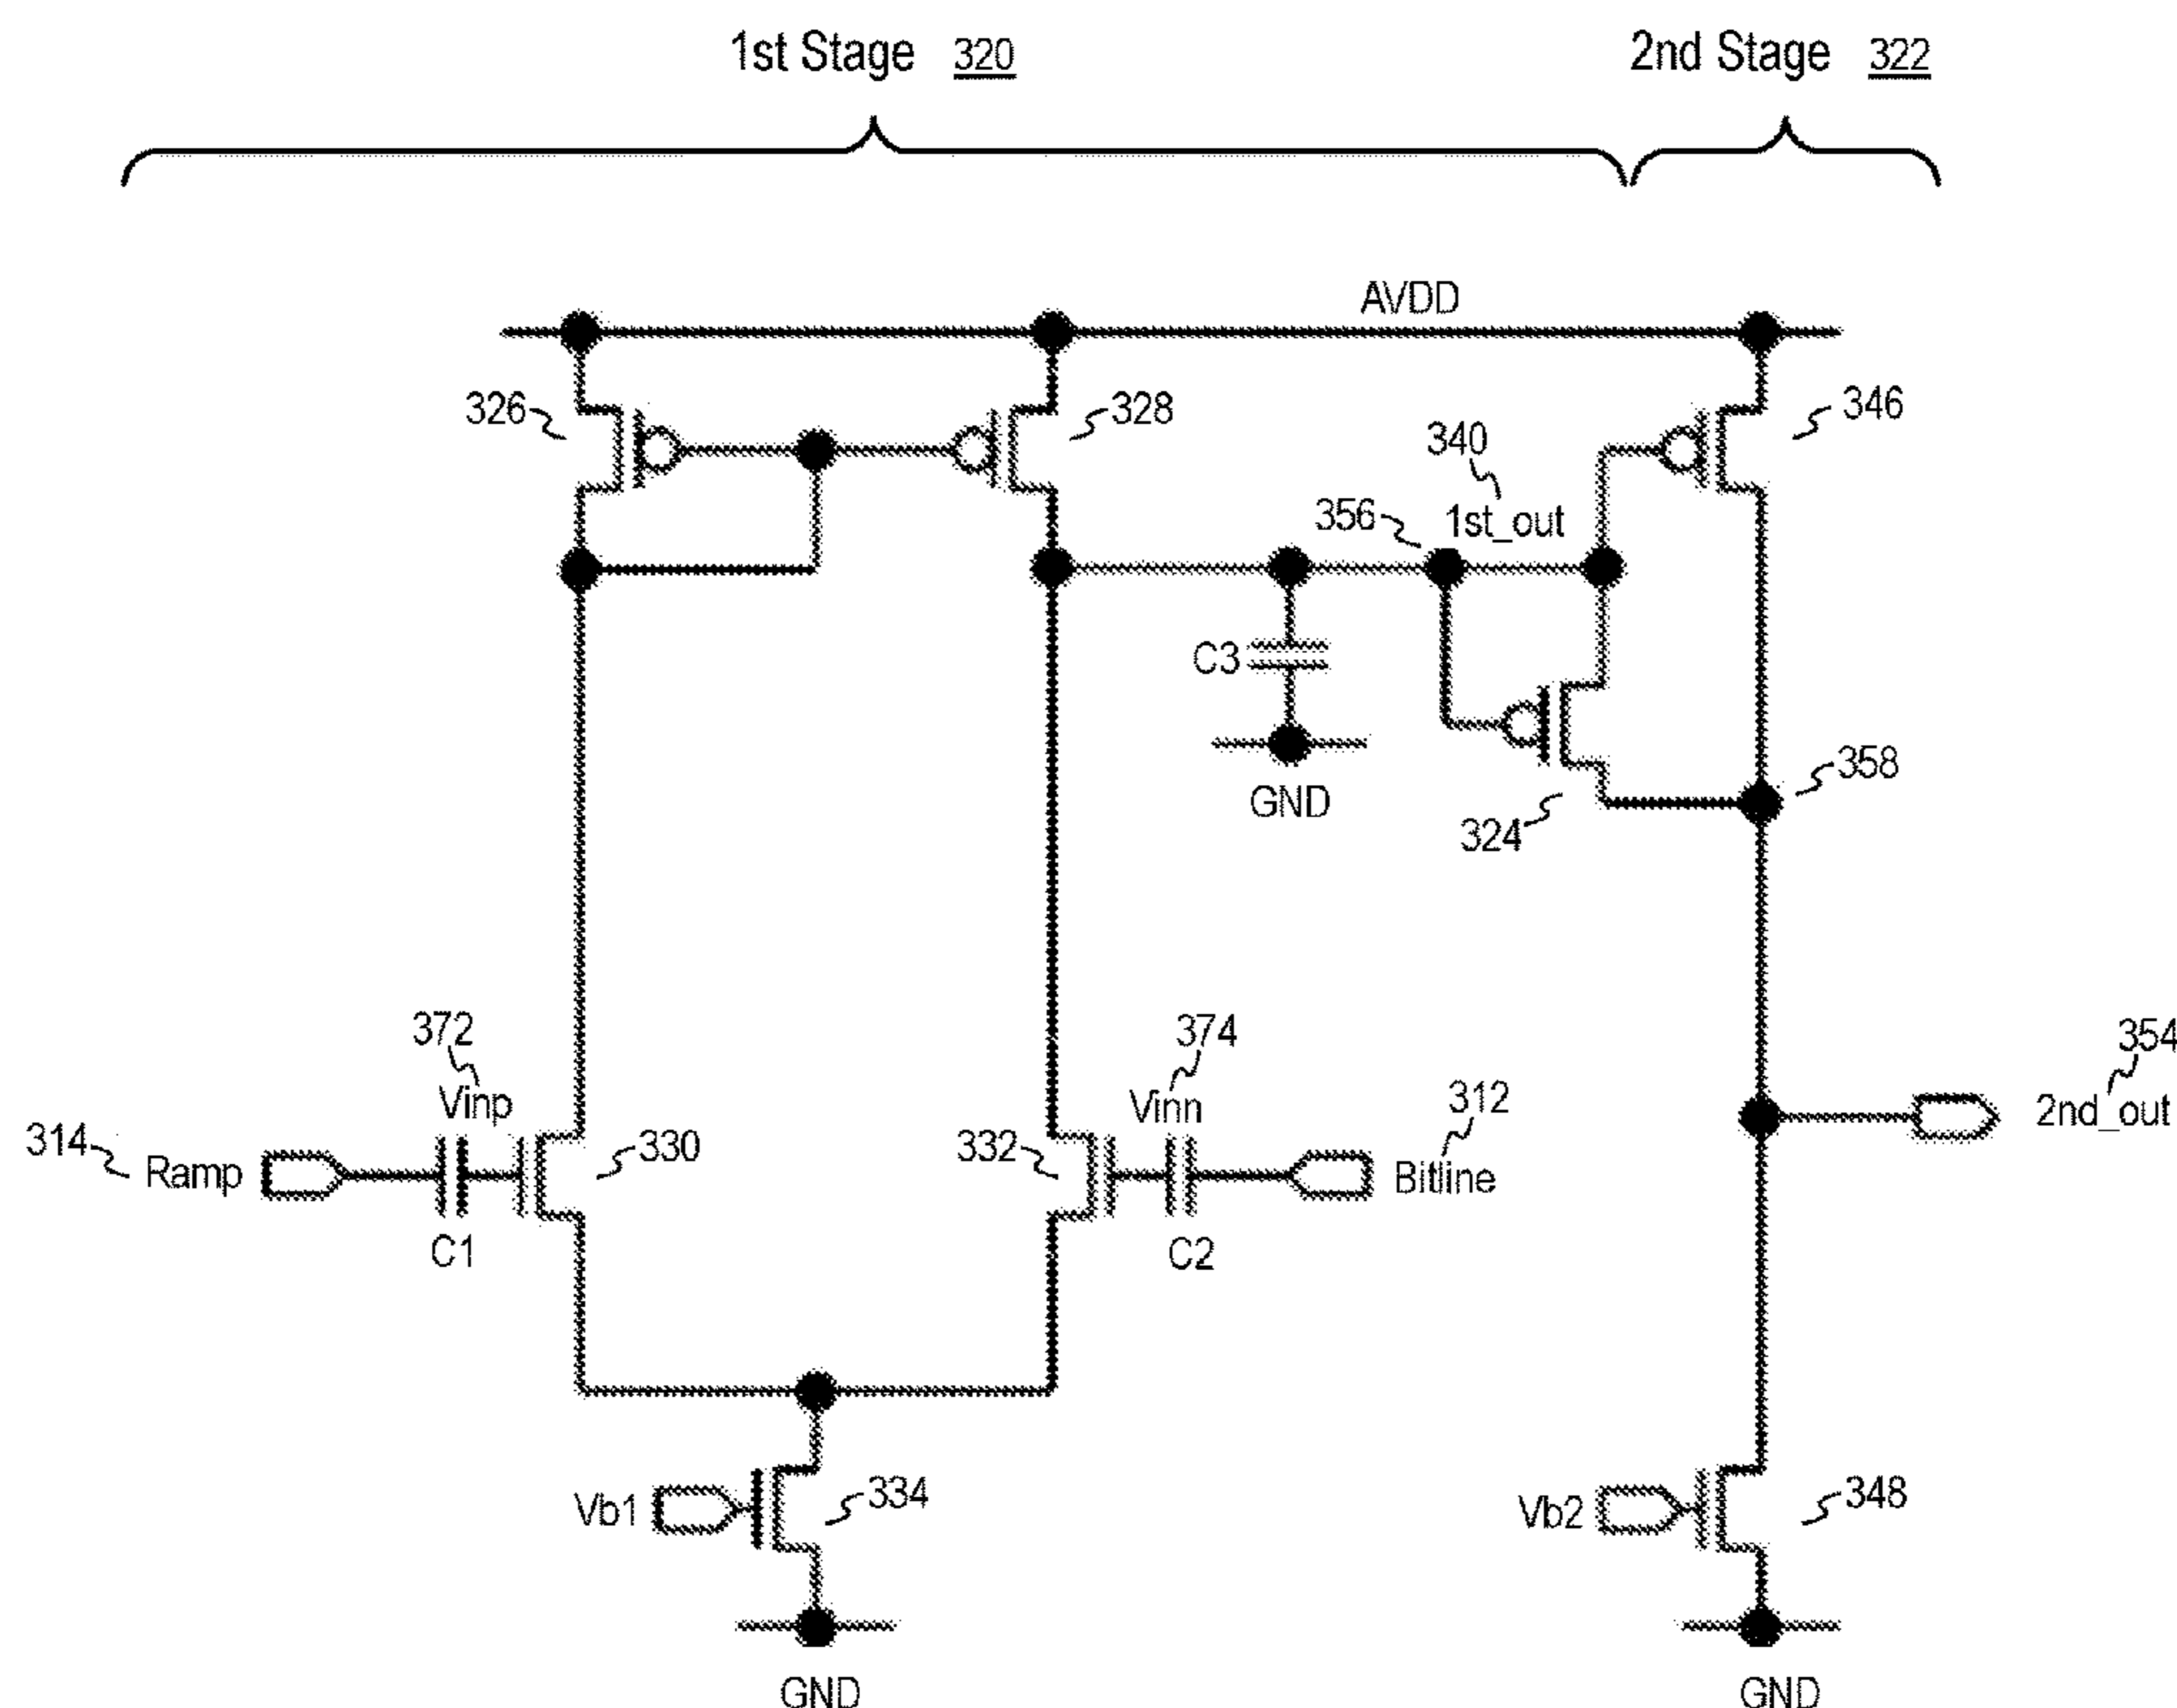 1st Stage 320
2nd Stage 322
AVDD
326
328
346
340
356
1st_out
C3
GND
358
324
372
374
354
Vinp
Vinn
312
2nd_out
314
Ramp
330
332
Bitline
C1
C2
Vb1
334
Vb2
348
GND
GND